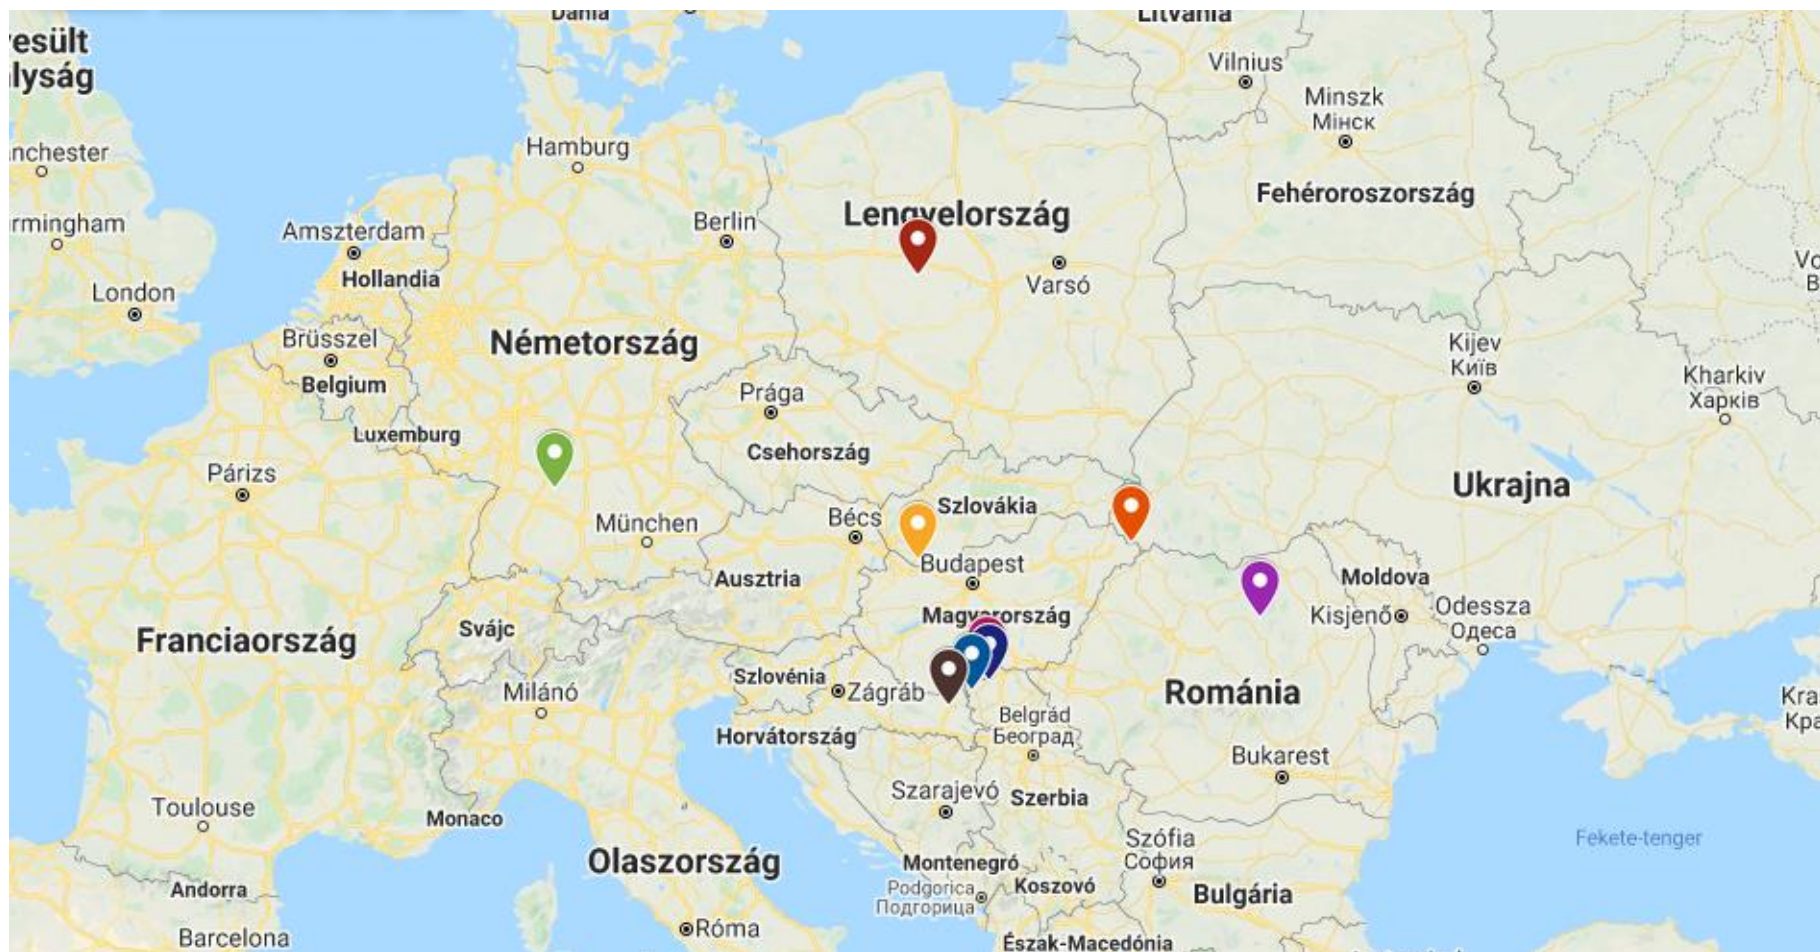 Dánia
Litvánia
esült
lyság
Vilnius
Minszk
Мінск
nchester
Hamburg
Fehéroroszország
rmingham
Amszterdam
Berlin
Lengyelország
Hollandia
Varsó
London
Brüsszel
Németország
Kijev
Київ
Belgium
Prága
Kharkiv
Харків
Luxemburg
Csehország
Párizs
Ukrajna
München
Bécs
Szlovákia
Budapest
Ausztria
Moldova
Magyarország
Kisjenő
Odessza
Одеса
Svájc
Franciaország
Szlovénia
Zágráb
Milánó
Románia
Kra
Кра
Belgrád
Београд
Horvátország
Bukarest
Szarajevó
Szerbia
Toulouse
Monaco
Szófia
София
Fekete-tenger
Olaszország
Montenegró
Podgorica
Подгорица
Koszovó
Andorra
Bulgária
Róma
Barcelona
Észak-Macedónia